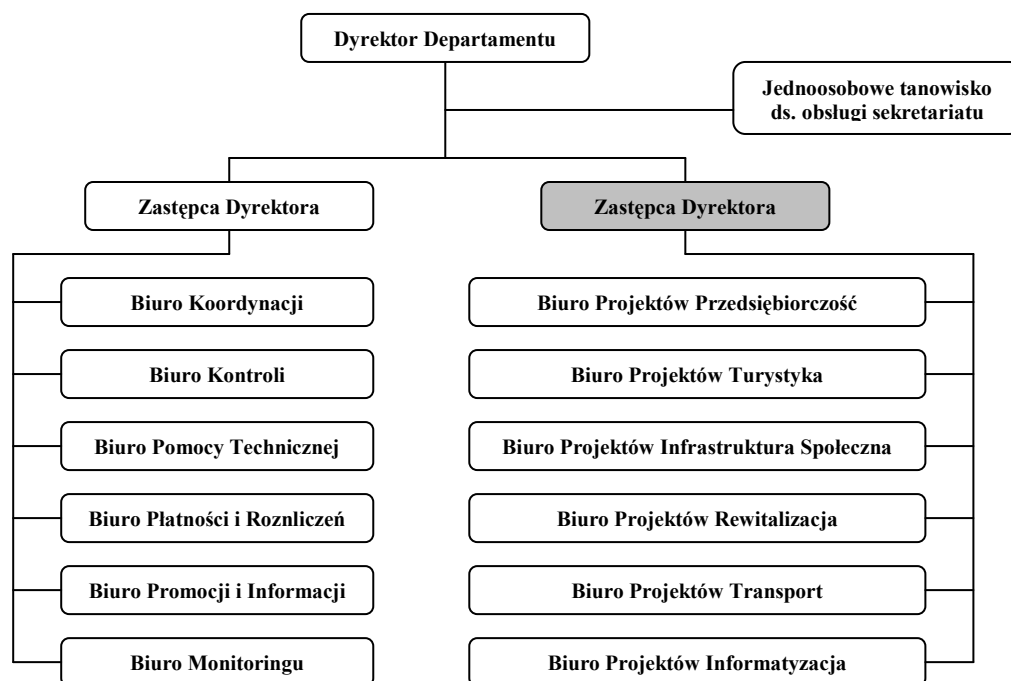 Dyrektor Departamentu
Jednoosobowe tanowisko
ds. obsługi sekretariatu
Zastępca Dyrektora
Zastępca Dyrektora
Biuro Koordynacji
Biuro Projektów Przedsiębiorczość
Biuro Kontroli
Biuro Projektów Turystyka
Biuro Pomocy Technicznej
Biuro Projektów Infrastruktura Społeczna
Biuro Płatności i Roznliczeń
Biuro Projektów Rewitalizacja
Biuro Promocji i Informacji
Biuro Projektów Transport
Biuro Monitoringu
Biuro Projektów Informatyzacja